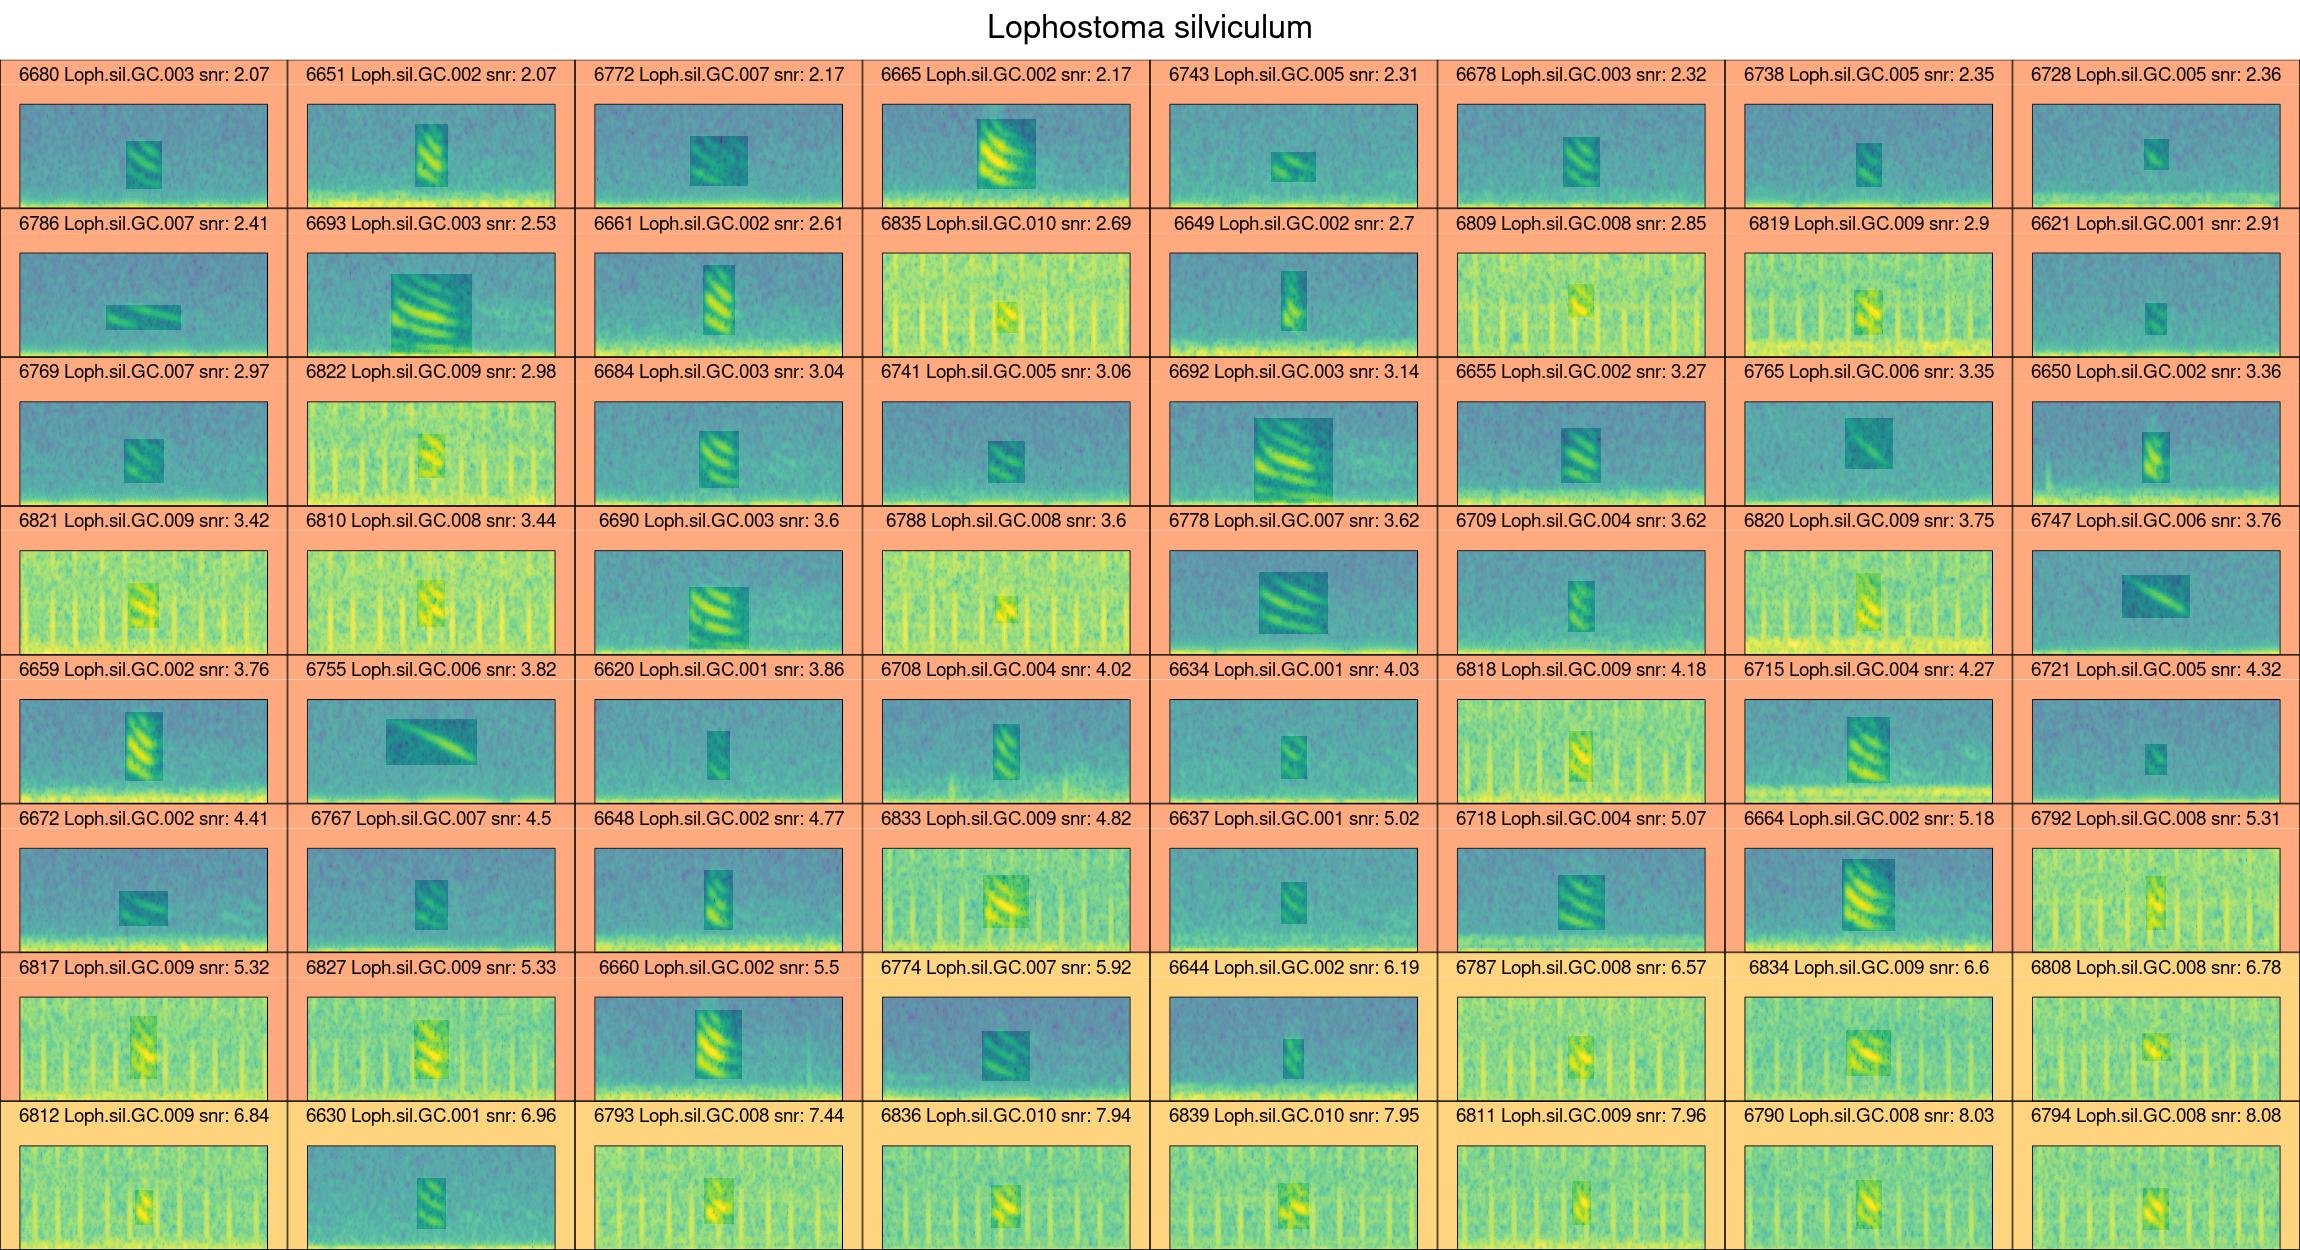 Lophostoma silviculum
6680 Loph.sil.GC.003 snr: 2.07 6651 Loph.sil.GC.002 snr: 2.07 6772 Loph.sil.GC.007 snr: 2.17 6665 Loph.sil.GC.002 snr: 2.17 6743 Loph.sil.GC.005 snr: 2.31 6678 Loph.sil.GC.003 snr: 2.32 6738 Loph.sil.GC.005 snr: 2.35 6728 Loph.sil.GC.005 snr: 2.36
6786 Loph.sil.GC.007 snr: 2.41 6693 Loph.sil.GC.003 snr: 2.53 6661 Loph.sil.GC.002 snr: 2.61 6835 Loph.sil.GC.010 snr: 2.69 6649 Loph.sil.GC.002 snr: 2.7 6809 Loph.sil.GC.008 snr: 2.85 6819 Loph.sil.GC.009 snr: 2.9 6621 Loph.sil.GC.001 snr: 2.91
6769 Loph.sil.GC.007 snr: 2.97 6822 Loph.sil.GC.009 snr: 2.98 6684 Loph.sil.GC.003 snr: 3.04 6741 Loph.sil.GC.005 snr: 3.06 6692 Loph.sil.GC.003 snr: 3.14 6655 Loph.sil.GC.002 snr: 3.27 6765 Loph.sil.GC.006 snr: 3.35 6650 Loph.sil.GC.002 snr: 3.36
6821 Loph.sil.GC.009 snr: 3.42 6810 Loph.sil.GC.008 snr: 3.44 6690 Loph.sil.GC.003 snr: 3.6 6788 Loph.sil.GC.008 snr: 3.6 6778 Loph.sil.GC.007 snr: 3.62 6709 Loph.sil.GC.004 snr: 3.62 6820 Loph.sil.GC.009 snr: 3.75 6747 Loph.sil.GC.006 snr: 3.76
6659 Loph.sil.GC.002 snr: 3.76 6755 Loph.sil.GC.006 snr: 3.82 6620 Loph.sil.GC.001 snr: 3.86 6708 Loph.sil.GC.004 snr: 4.02 6634 Loph.sil.GC.001 snr: 4.03 6818 Loph.sil.GC.009 snr: 4.18 6715 Loph.sil.GC.004 snr: 4.27 6721 Loph.sil.GC.005 snr: 4.32
6672 Loph.sil.GC.002 snr: 4.41 6767 Loph.sil.GC.007 snr: 4.5 6648 Loph.sil.GC.002 snr: 4.77 6833 Loph.sil.GC.009 snr: 4.82 6637 Loph.sil.GC.001 snr: 5.02 6718 Loph.sil.GC.004 snr: 5.07 6664 Loph.sil.GC.002 snr: 5.18 6792 Loph.sil.GC.008 snr: 5.31
6817 Loph.sil.GC.009 snr: 5.32 6827 Loph.sil.GC.009 snr: 5.33 6660 Loph.sil.GC.002 snr: 5.5 6774 Loph.sil.GC.007 snr: 5.92 6644 Loph.sil.GC.002 snr: 6.19 6787 Loph.sil.GC.008 snr: 6.57 6834 Loph.sil.GC.009 snr: 6.6 6808 Loph.sil.GC.008 snr: 6.78
6812 Loph.sil.GC.009 snr: 6.84 6630 Loph.sil.GC.001 snr: 6.96 6793 Loph.sil.GC.008 snr: 7.44 6836 Loph.sil.GC.010 snr: 7.94 6839 Loph.sil.GC.010 snr: 7.95 6811 Loph.sil.GC.009 snr: 7.96 6790 Loph.sil.GC.008 snr: 8.03 6794 Loph.sil.GC.008 snr: 8.08